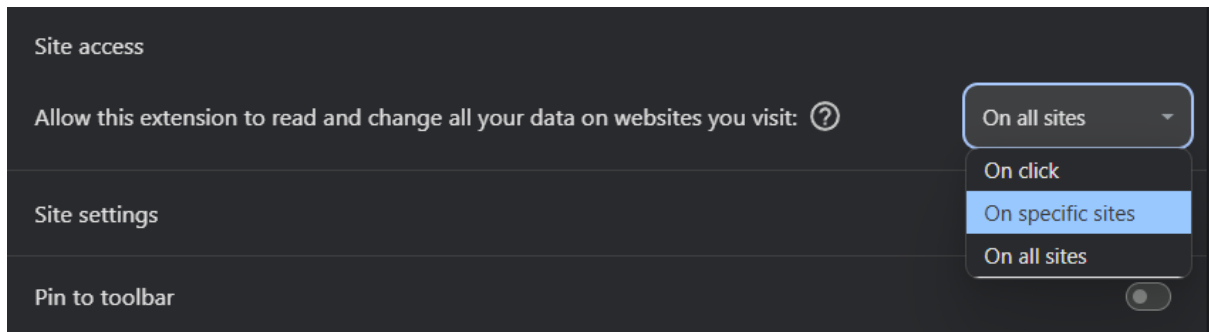 Site access
Allow this extension to read and change all your data on websites you visit: ?
On all sites
On click
Site settings
On specific sites
On all sites
Pin to toolbar